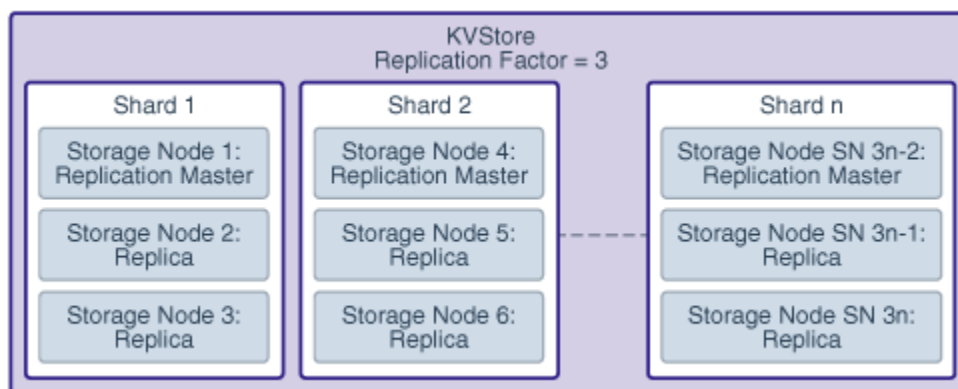 KVStore
Replication Factor = 3
Shard 1
Storage Node 1:
Replication Master
Storage Node 2:
Replica
Storage Node 3:
Replica
Shard 2
Storage Node 4:
Replication Master
Storage Node 5:
Replica
Storage Node 6:
Replica
Shard n
Storage Node SN 3n-2:
Replication Master
Storage Node SN 3n-1:
Replica
Storage Node SN 3n:
Replica